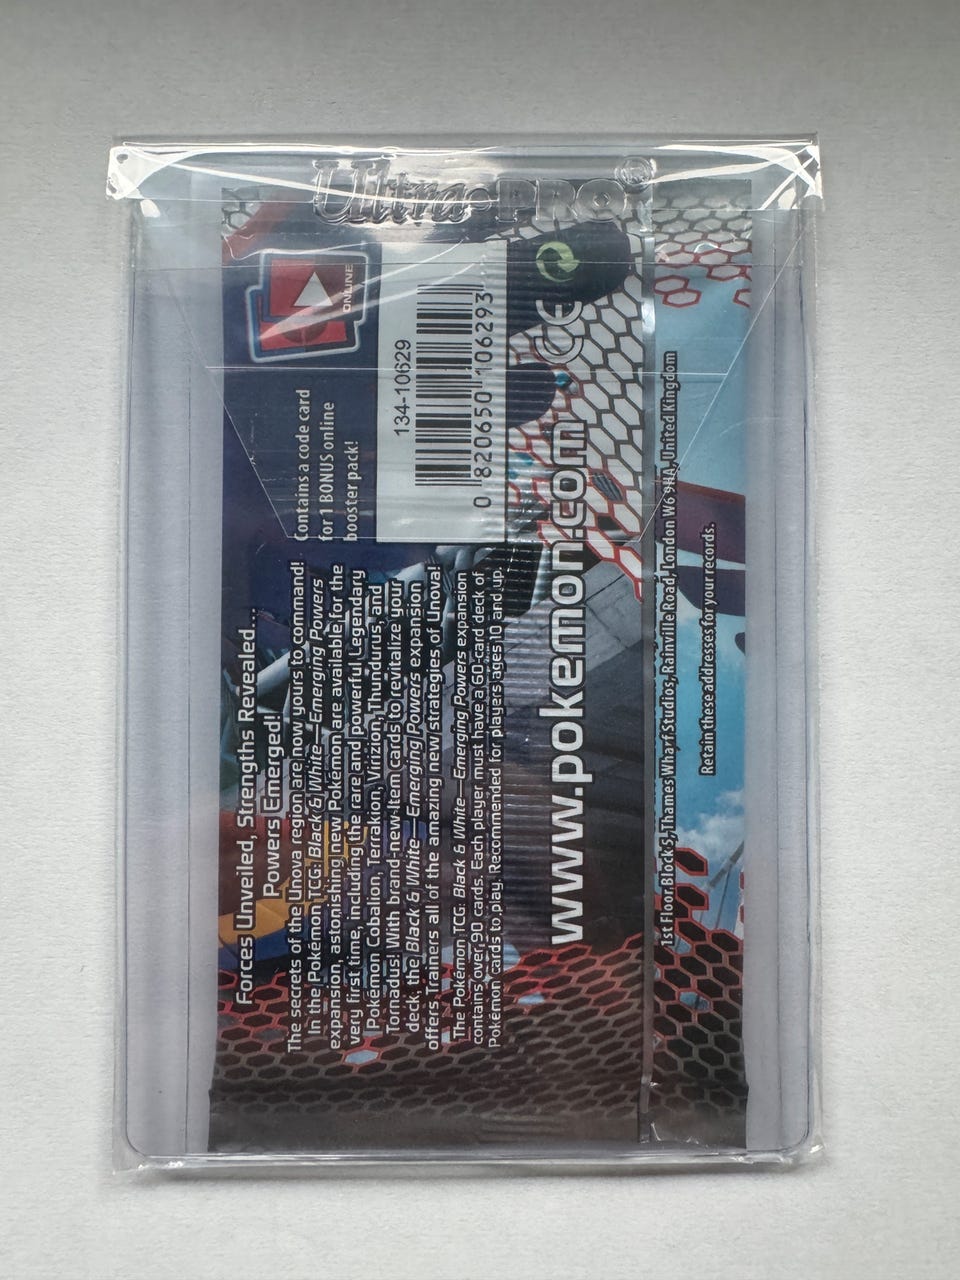 Ultra•PRO®
ONLINE
Contains a code card
for 1 BONUS online
booster pack!
134-10629
0 820650 106293
CE
Forces Unveiled, Strengths Revealed...
Powers Emerged!
The secrets of the Unova region are now yours to command!
In the Pokémon TCG: Black & White—Emerging Powers
expansion, astonishing new Pokémon are available for the
very first time, including the rare and powerful Legendary
Pokémon Cobalion, Terrakion, Virizion, Thundurus, and
Tornadus! With brand-new Item cards to revitalize your
deck, the Black & White—Emerging Powers expansion
offers Trainers all of the amazing new strategies of Unova!
The Pokémon TCG: Black & White—Emerging Powers expansion
contains over 90 cards. Each player must have a 60-card deck of
Pokémon cards to play. Recommended for players ages 10 and up.
www.pokemon.com
1st Floor Block 5, Thames Wharf Studios, Rainville Road, London W6 9HA, United Kingdom
Retain these addresses for your records.